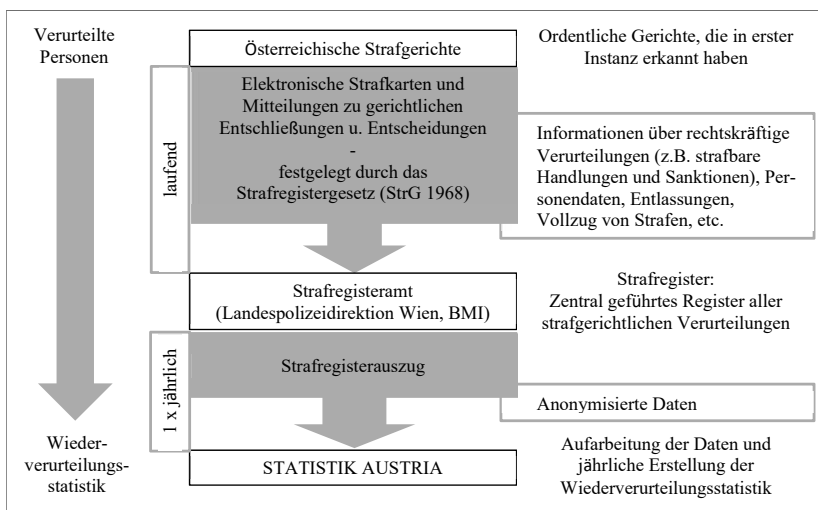 Verurteilte
Personen
Österreichische Strafgerichte
Ordentliche Gerichte, die in erster
Instanz erkannt haben
laufend
Elektronische Strafkarten und
Mitteilungen zu gerichtlichen
Entschließungen u. Entscheidungen
-
festgelegt durch das
Strafregistergesetz (StrG 1968)
Informationen über rechtskräftige
Verurteilungen (z.B. strafbare
Handlungen und Sanktionen), Per-
sonendaten, Entlassungen,
Vollzug von Strafen, etc.
Strafregisteramt
(Landespolizeidirektion Wien, BMI)
Strafregister:
Zentral geführtes Register aller
strafgerichtlichen Verurteilungen
1 x jährlich
Strafregisterauszug
Anonymisierte Daten
Wieder-
verurteilungs-
statistik
STATISTIK AUSTRIA
Aufarbeitung der Daten und
jährliche Erstellung der
Wiederverurteilungsstatistik